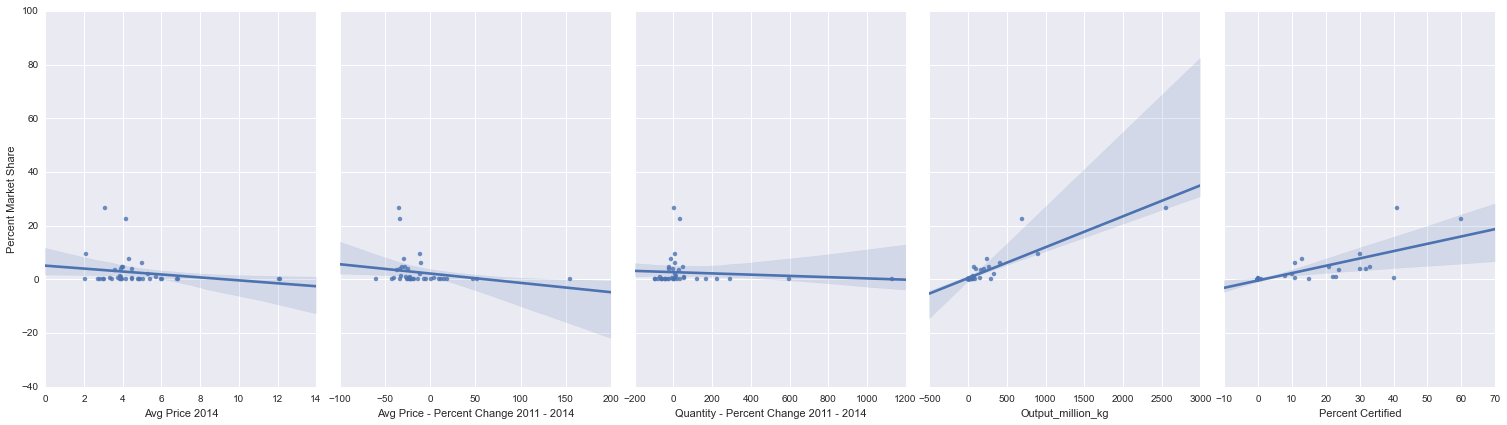 Percent Market Share
100
80
60
40
20
0
−20
−40
0 2 4 6 8 10 12 14
Avg Price 2014
−100 −50 0 50 100 150 200
Avg Price - Percent Change 2011 - 2014
−200 0 200 400 600 800 1000 1200
Quantity - Percent Change 2011 - 2014
−500 0 500 1000 1500 2000 2500 3000
Output_million_kg
−10 0 10 20 30 40 50 60 70
Percent Certified